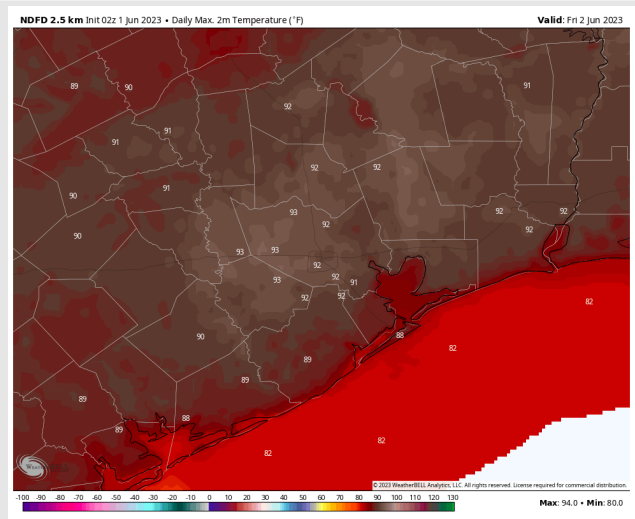 NDFD 2.5 km Init 02z 1 Jun 2023 • Daily Max. 2m Temperature (°F)
Valid: Fri 2 Jun 2023
91
89 90
92
91 91
92 92
91
90
93 92 92
92 92
90
93 93
92
93 92 91
92 92
90 88 82 82
89
89
89
88
89
82 82
© 2023 WeatherBELL Analytics, LLC. All rights reserved. License required for commercial distribution.
-100 -90 -80 -70 -60 -50 -40 -30 -20 -10 0 10 20 30 40 50 60 70 80 90 100 110 120 130
Max: 94.0 • Min: 80.0